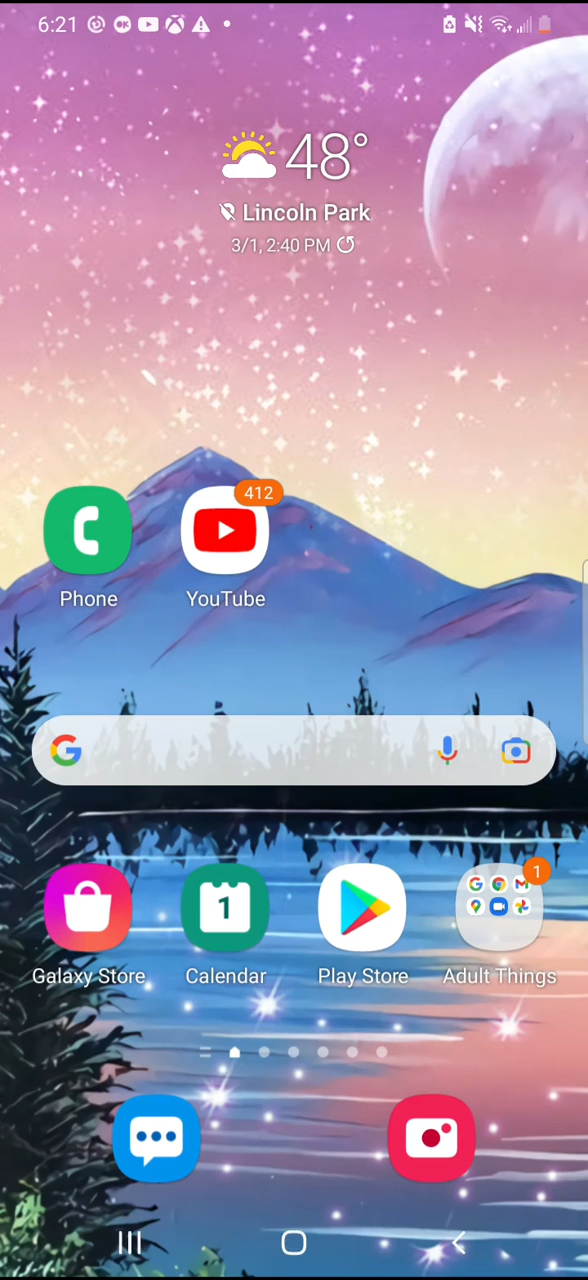 6:21
48°
Lincoln Park
3/1, 2:40 PM
412
Phone YouTube
1
1
Galaxy Store Calendar Play Store Adult Things